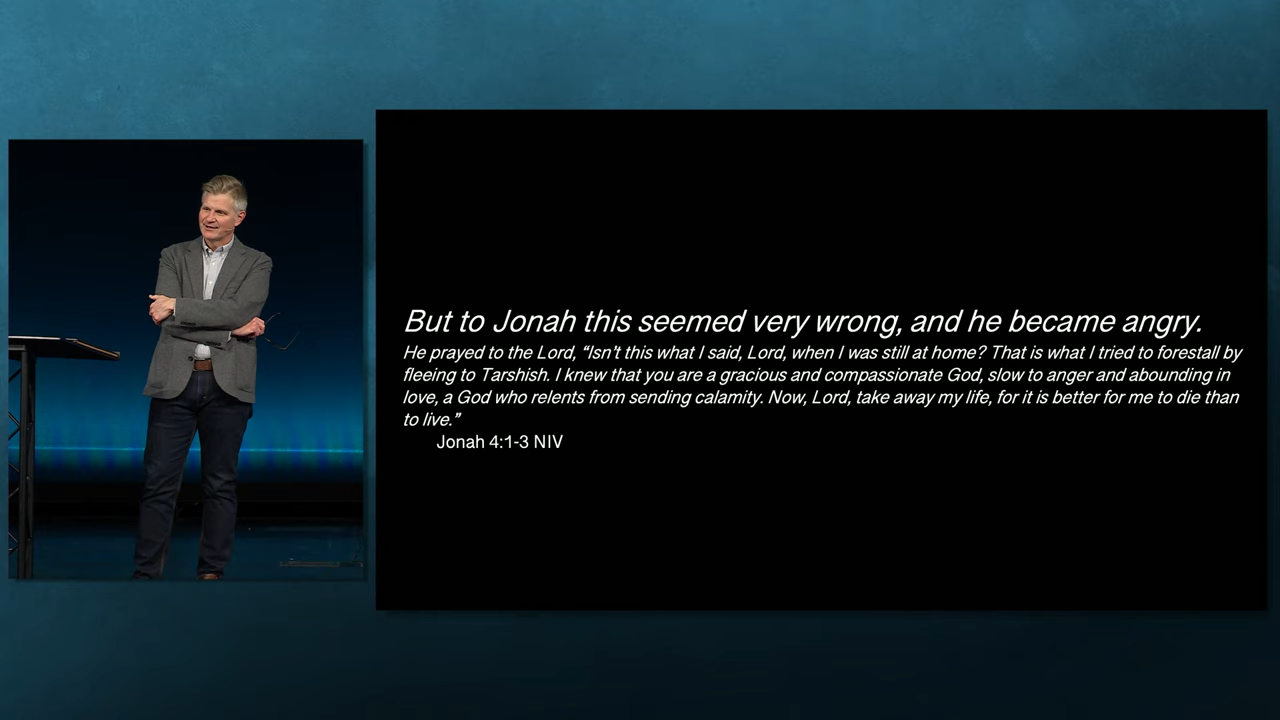 But to Jonah this seemed very wrong, and he became angry.
He prayed to the Lord, “Isn’t this what I said, Lord, when I was still at home? That is what I tried to forestall by
fleeing to Tarshish. I knew that you are a gracious and compassionate God, slow to anger and abounding in
love, a God who relents from sending calamity. Now, Lord, take away my life, for it is better for me to die than
to live.”
Jonah 4:1-3 NIV